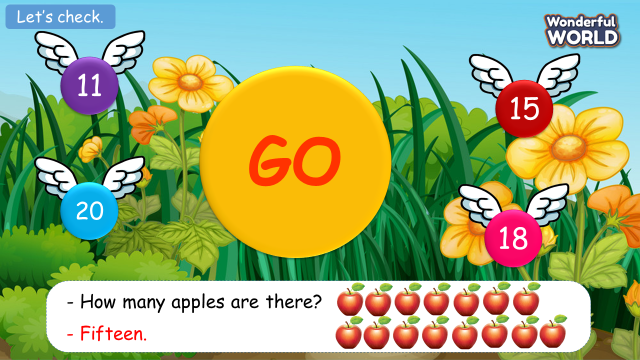 Let's check.
Wonderful
WORLD
11
15
GO
20
18
- How many apples are there?
- Fifteen.